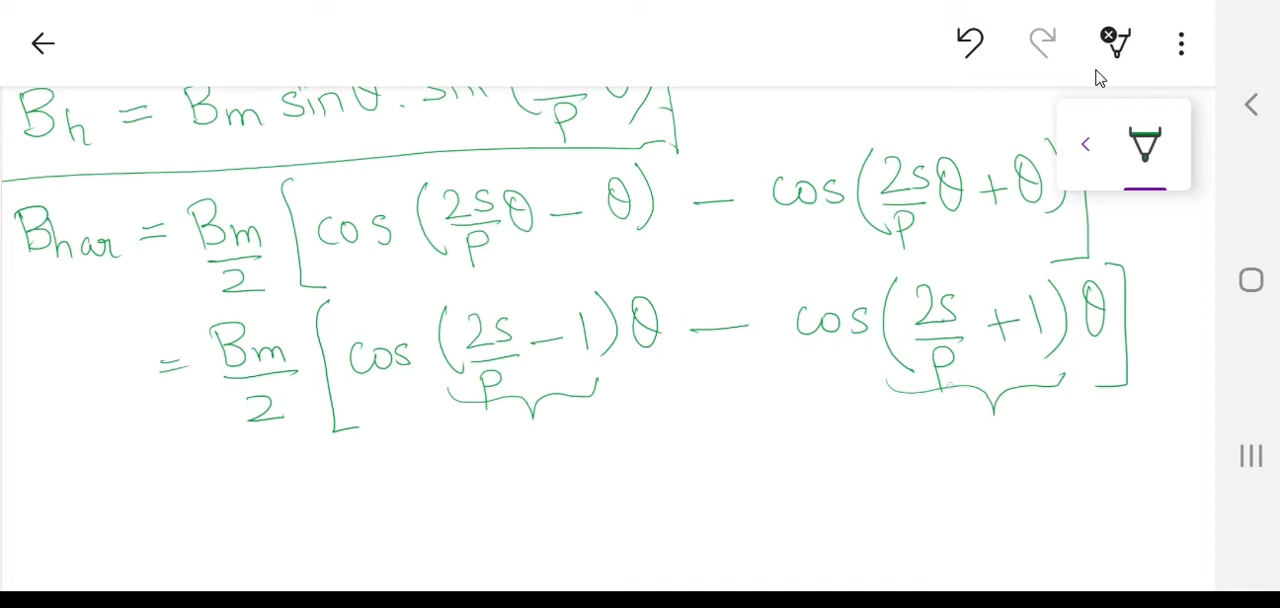 Bh = Bm sinθ . sin ( /P θ)]
Bhar = Bm/2 [cos (2s/P θ − θ) − cos (2s/P θ + θ)]
= Bm/2 [cos (2s/P − 1) θ − cos (2s/P + 1) θ]